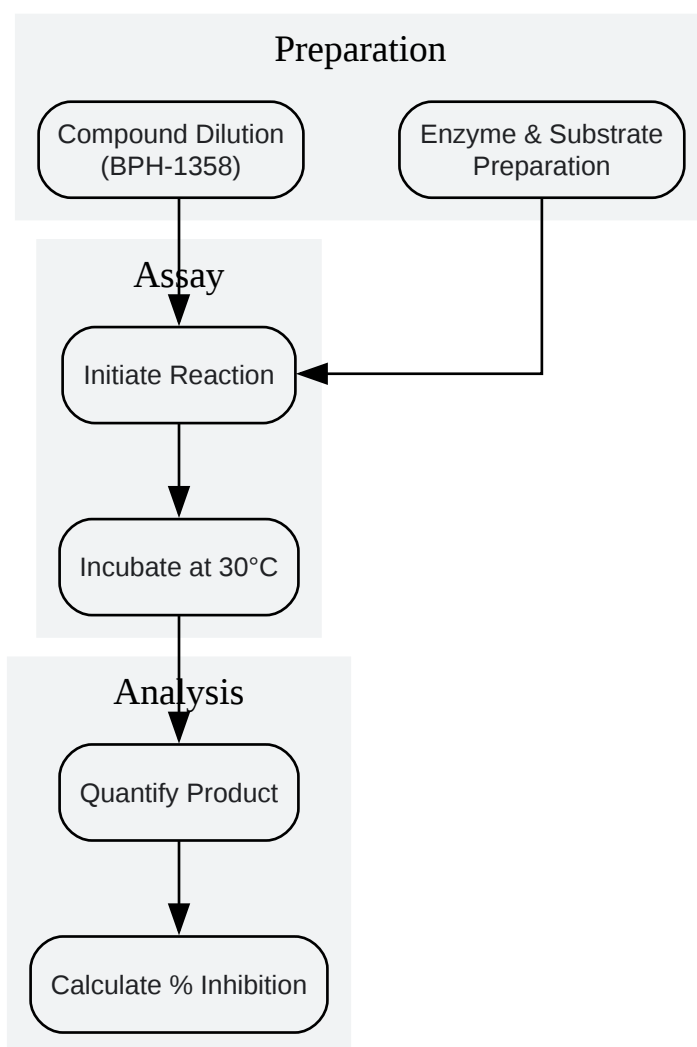 Preparation
Compound Dilution
(BPH-1358)
Enzyme & Substrate
Preparation
Assay
Initiate Reaction
Incubate at 30°C
Analysis
Quantify Product
Calculate % Inhibition